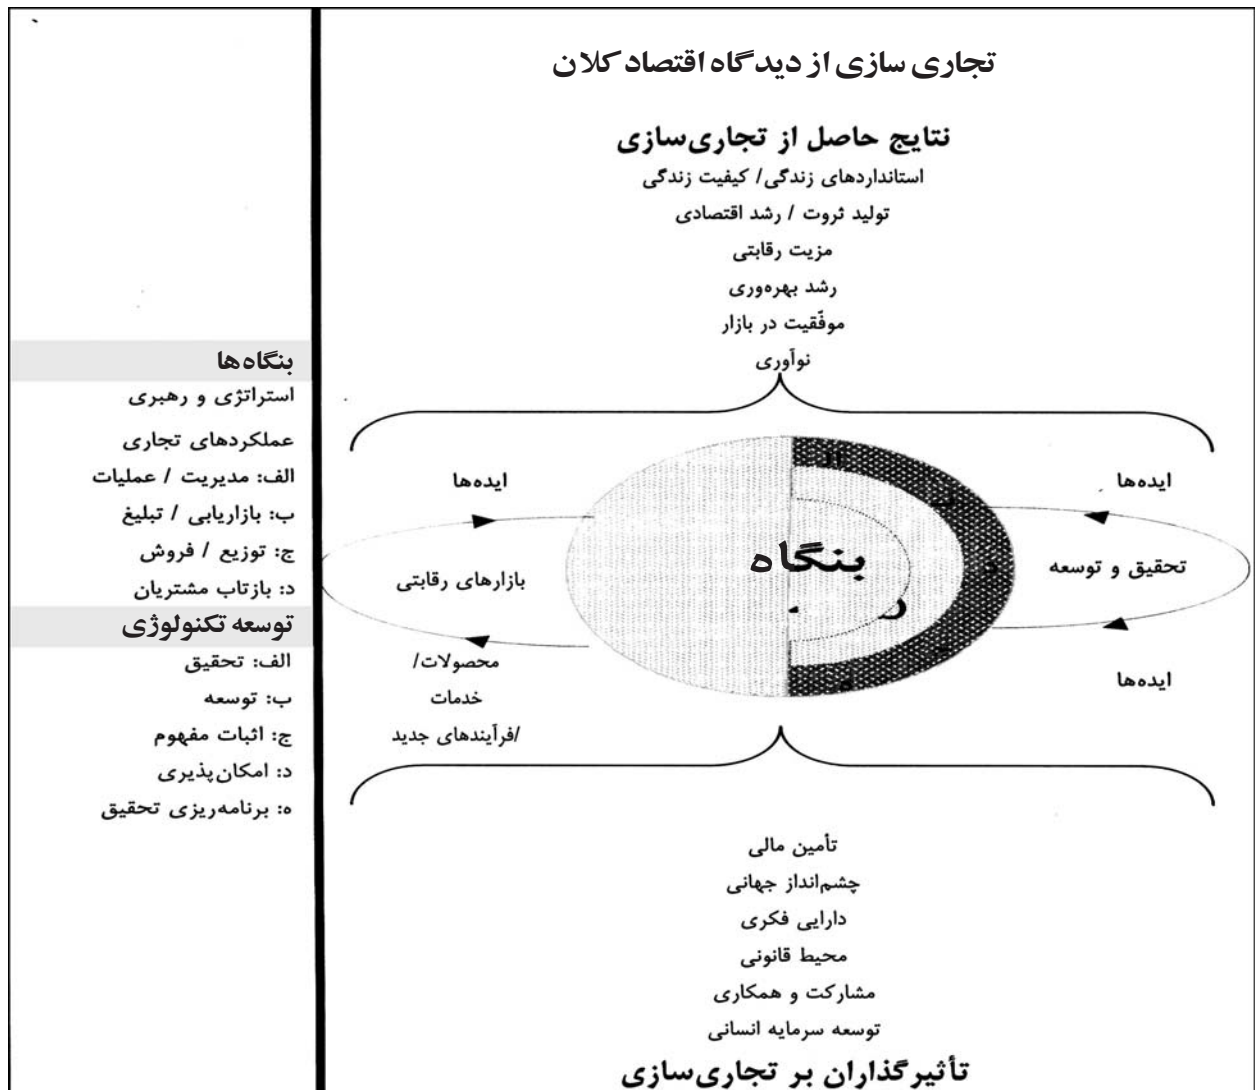 تجاری سازی از دیدگاه اقتصاد کلان
نتایج حاصل از تجاری‌سازی
استانداردهای زندگی/ کیفیت زندگی
تولید ثروت / رشد اقتصادی
مزیت رقابتی
رشد بهره‌وری
موفّقیت در بازار
نوآوری
ایده‌ها
تحقیق و توسعه
ایده‌ها
بنگاه
د
ایده‌ها
بازارهای رقابتی
محصولات/
خدمات
/فرآیندهای جدید
تأمین مالی
چشم‌انداز جهانی
دارایی فکری
محیط قانونی
مشارکت و همکاری
توسعه سرمایه انسانی
تأثیرگذاران بر تجاری‌سازی
بنگاه‌ها
استراتژی و رهبری
عملکردهای تجاری
الف: مدیریت / عملیات
ب: بازاریابی / تبلیغ
ج: توزیع / فروش
د: بازتاب مشتریان
توسعه تکنولوژی
الف: تحقیق
ب: توسعه
ج: اثبات مفهوم
د: امکان‌پذیری
ه: برنامه‌ریزی تحقیق